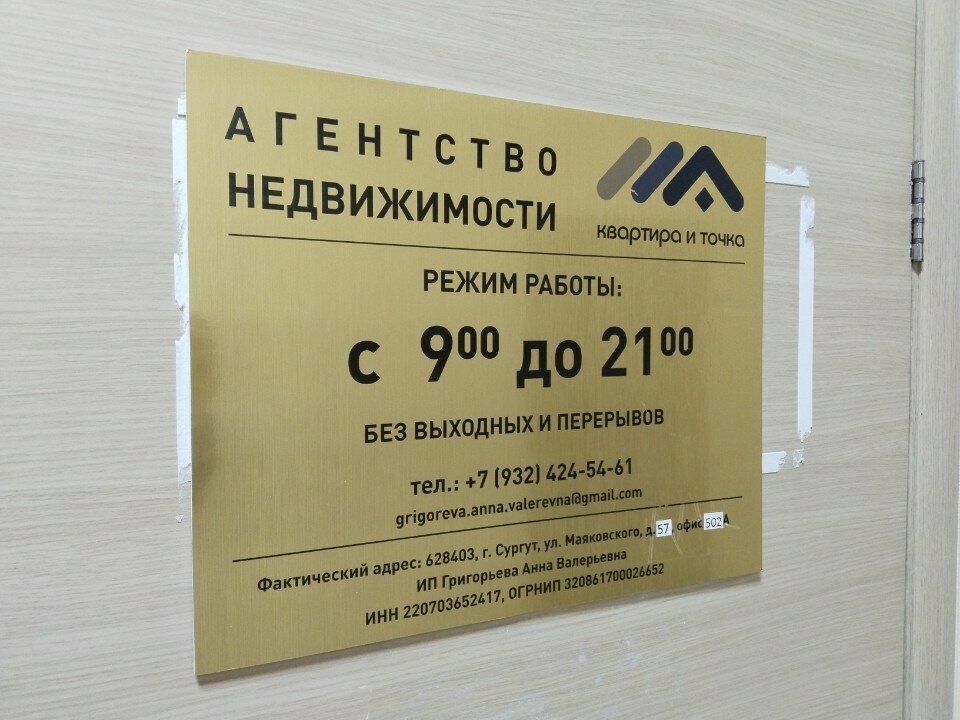 АГЕНТСТВО
НЕДВИЖИМОСТИ
квартира и точка
РЕЖИМ РАБОТЫ:
с 9⁰⁰ до 21⁰⁰
БЕЗ ВЫХОДНЫХ И ПЕРЕРЫВОВ
тел.: +7 (932) 424-54-61
grigoreva.anna.valerevna@gmail.com
Фактический адрес: 628403, г. Сургут, ул. Маяковского, д. 57, офис 502 А
ИП Григорьева Анна Валерьевна
ИНН 220703652417, ОГРНИП 320861700026652